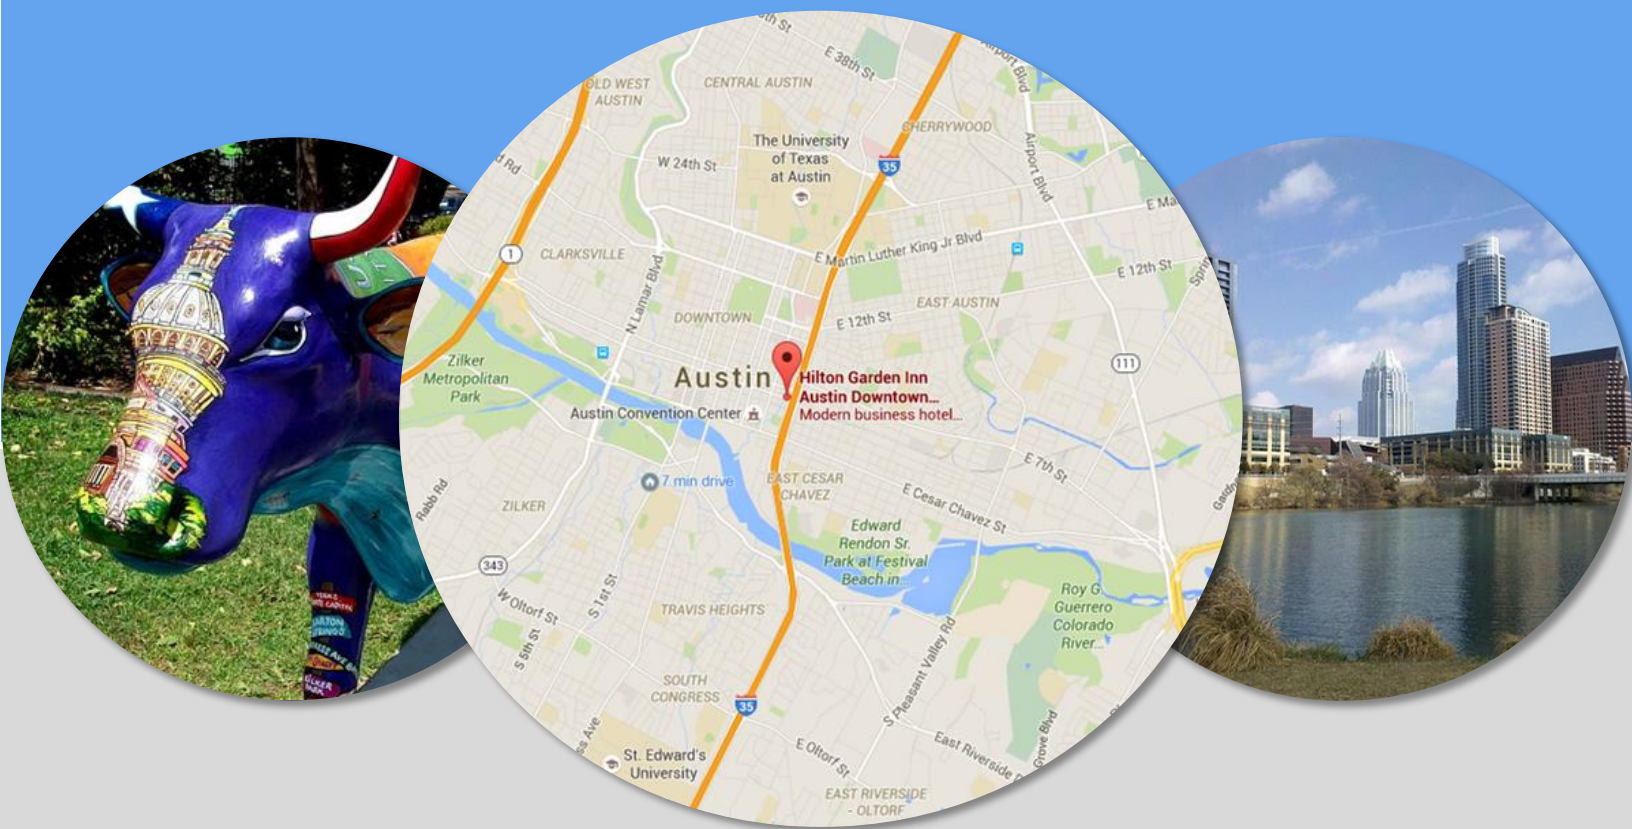 E 38th St
Airport Blvd
OLD WEST
AUSTIN
CENTRAL AUSTIN
CHERRYWOOD
The University
of Texas
at Austin
35
W 24th St
Airport Blvd
E Martin Luther King Jr Blvd
1
CLARKSVILLE
E 12th St
N Lamar Blvd
EAST AUSTIN
DOWNTOWN
E 12th St
Zilker
Metropolitan
Park
111
Austin
Hilton Garden Inn
Austin Downtown...
Modern business hotel...
Austin Convention Center
E 7th St
7 min drive
EAST CESAR
CHAVEZ
E Cesar Chavez St
Rabb Rd
ZILKER
Edward
Rendon Sr.
Park at Festival
Beach in...
343
Roy G.
Guerrero
Colorado
River...
W Oltorf St
S 1st St
TRAVIS HEIGHTS
S 5th St
S Pleasant Valley Rd
SOUTH
CONGRESS
35
St. Edward's
University
E Oltorf St
East Riverside
Grove Blvd
EAST RIVERSIDE
- OLTORF